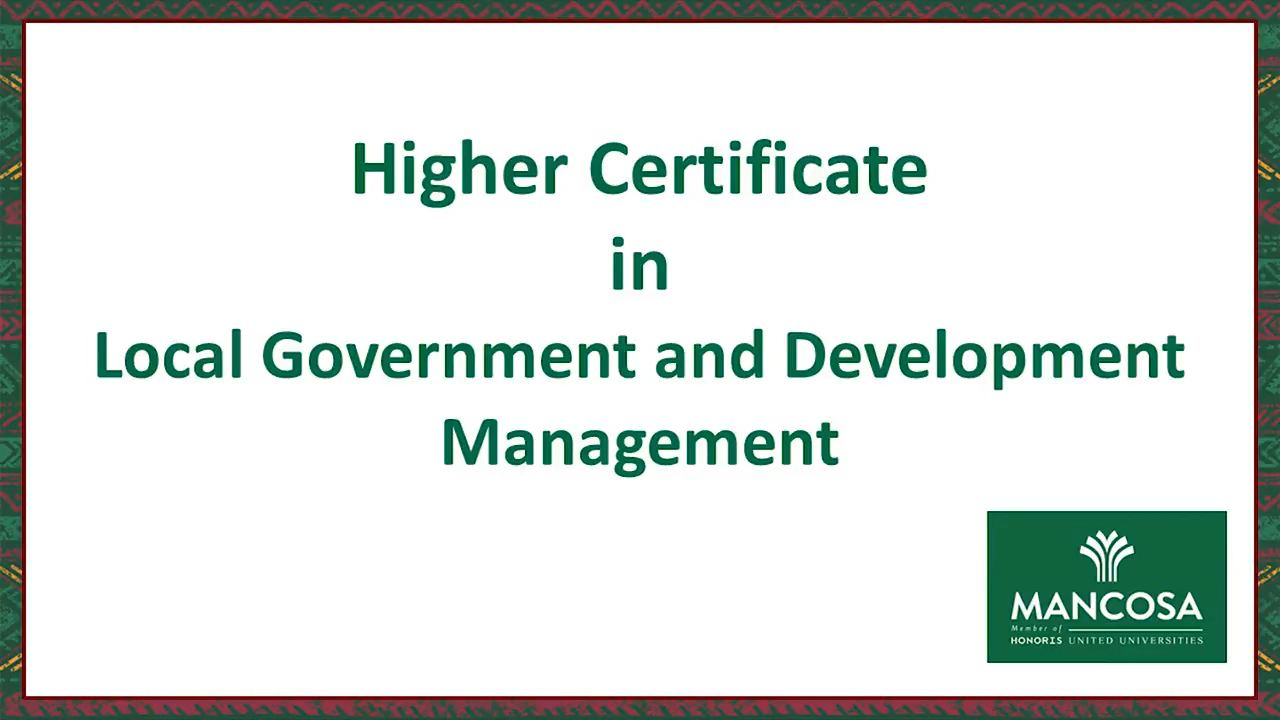 Higher Certificate
in
Local Government and Development
Management
MANCOSA
Member of
HONORIS UNITED UNIVERSITIES